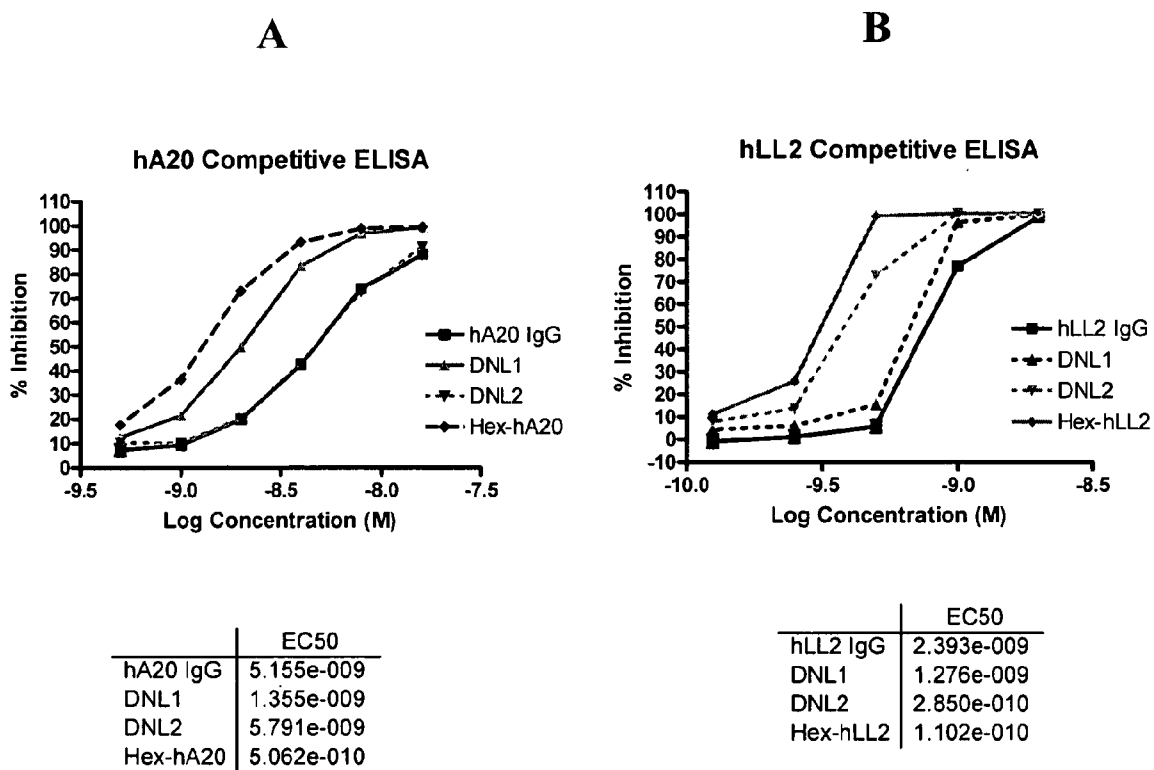 A
hA20 Competitive ELISA
% Inhibition
110
100
90
80
70
60
50
40
30
20
10
0
-9.5
-9.0
-8.5
-8.0
-7.5
Log Concentration (M)
hA20 IgG
DNL1
DNL2
Hex-hA20
EC50
hA20 IgG 5.155e-009
DNL1 1.355e-009
DNL2 5.791e-009
Hex-hA20 5.062e-010
B
hLL2 Competitive ELISA
% Inhibition
110
100
90
80
70
60
50
40
30
20
10
0
-10
-10.0
-9.5
-9.0
-8.5
Log Concentration (M)
hLL2 IgG
DNL1
DNL2
Hex-hLL2
EC50
hLL2 IgG 2.393e-009
DNL1 1.276e-009
DNL2 2.850e-010
Hex-hLL2 1.102e-010